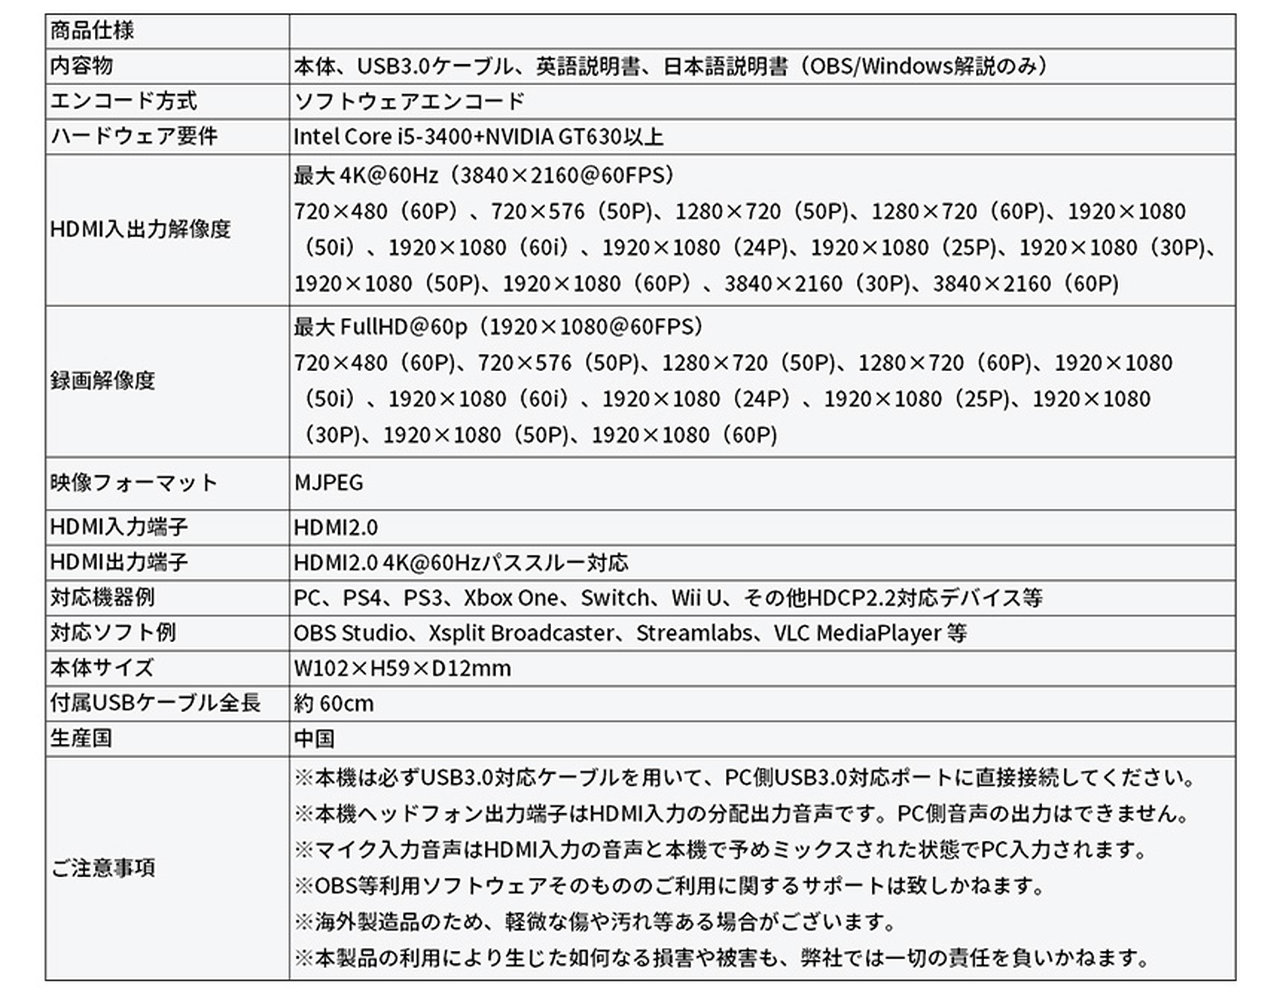 商品仕様
内容物 本体、USB3.0ケーブル、英語説明書、日本語説明書（OBS/Windows解説のみ）
エンコード方式 ソフトウェアエンコード
ハードウェア要件 Intel Core i5-3400+NVIDIA GT630以上
HDMI入出力解像度
最大 4K@60Hz（3840×2160@60FPS）
720×480（60P）、720×576（50P)、1280×720（50P)、1280×720（60P)、1920×1080
（50i）、1920×1080（60i）、1920×1080（24P)、1920×1080（25P)、1920×1080（30P)、
1920×1080（50P)、1920×1080（60P）、3840×2160（30P)、3840×2160（60P)
録画解像度
最大 FullHD@60p（1920×1080@60FPS）
720×480（60P)、720×576（50P)、1280×720（50P)、1280×720（60P)、1920×1080
（50i）、1920×1080（60i）、1920×1080（24P）、1920×1080（25P)、1920×1080
（30P)、1920×1080（50P)、1920×1080（60P)
映像フォーマット MJPEG
HDMI入力端子 HDMI2.0
HDMI出力端子 HDMI2.0 4K@60Hzパススルー対応
対応機器例 PC、PS4、PS3、Xbox One、Switch、Wii U、その他HDCP2.2対応デバイス等
対応ソフト例 OBS Studio、Xsplit Broadcaster、Streamlabs、VLC MediaPlayer 等
本体サイズ W102×H59×D12mm
付属USBケーブル全長 約 60cm
生産国 中国
ご注意事項
※本機は必ずUSB3.0対応ケーブルを用いて、PC側USB3.0対応ポートに直接接続してください。
※本機ヘッドフォン出力端子はHDMI入力の分配出力音声です。PC側音声の出力はできません。
※マイク入力音声はHDMI入力の音声と本機で予めミックスされた状態でPC入力されます。
※OBS等利用ソフトウェアそのもののご利用に関するサポートは致しかねます。
※海外製造品のため、軽微な傷や汚れ等ある場合がございます。
※本製品の利用により生じた如何なる損害や被害も、弊社では一切の責任を負いかねます。